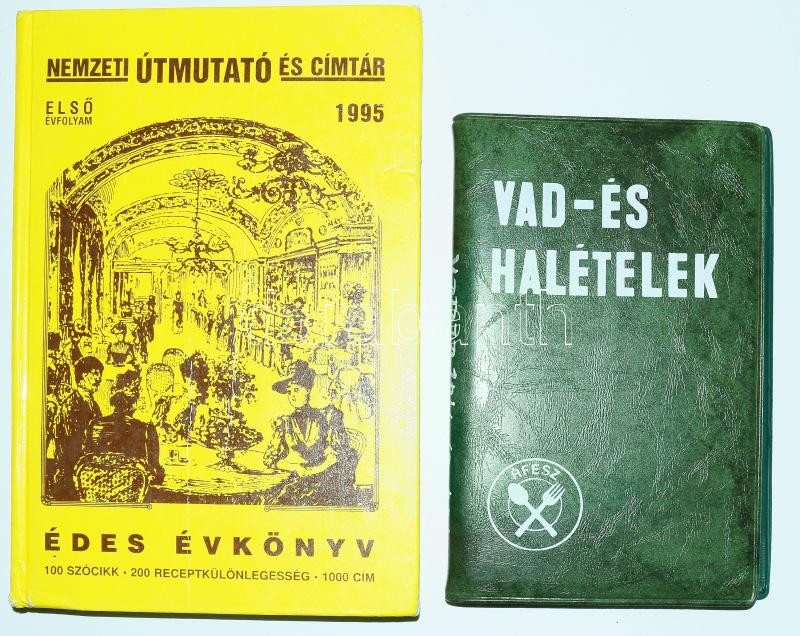 NEMZETI ÚTMUTATÓ ÉS CÍMTÁR
ELSŐ
ÉVFOLYAM
1995
ÉDES ÉVKÖNYV
100 SZÓCIKK • 200 RECEPTKÜLÖNLEGESSÉG • 1000 CÍM
VAD-ÉS
HALÉTELEK
ÁFÉSZ